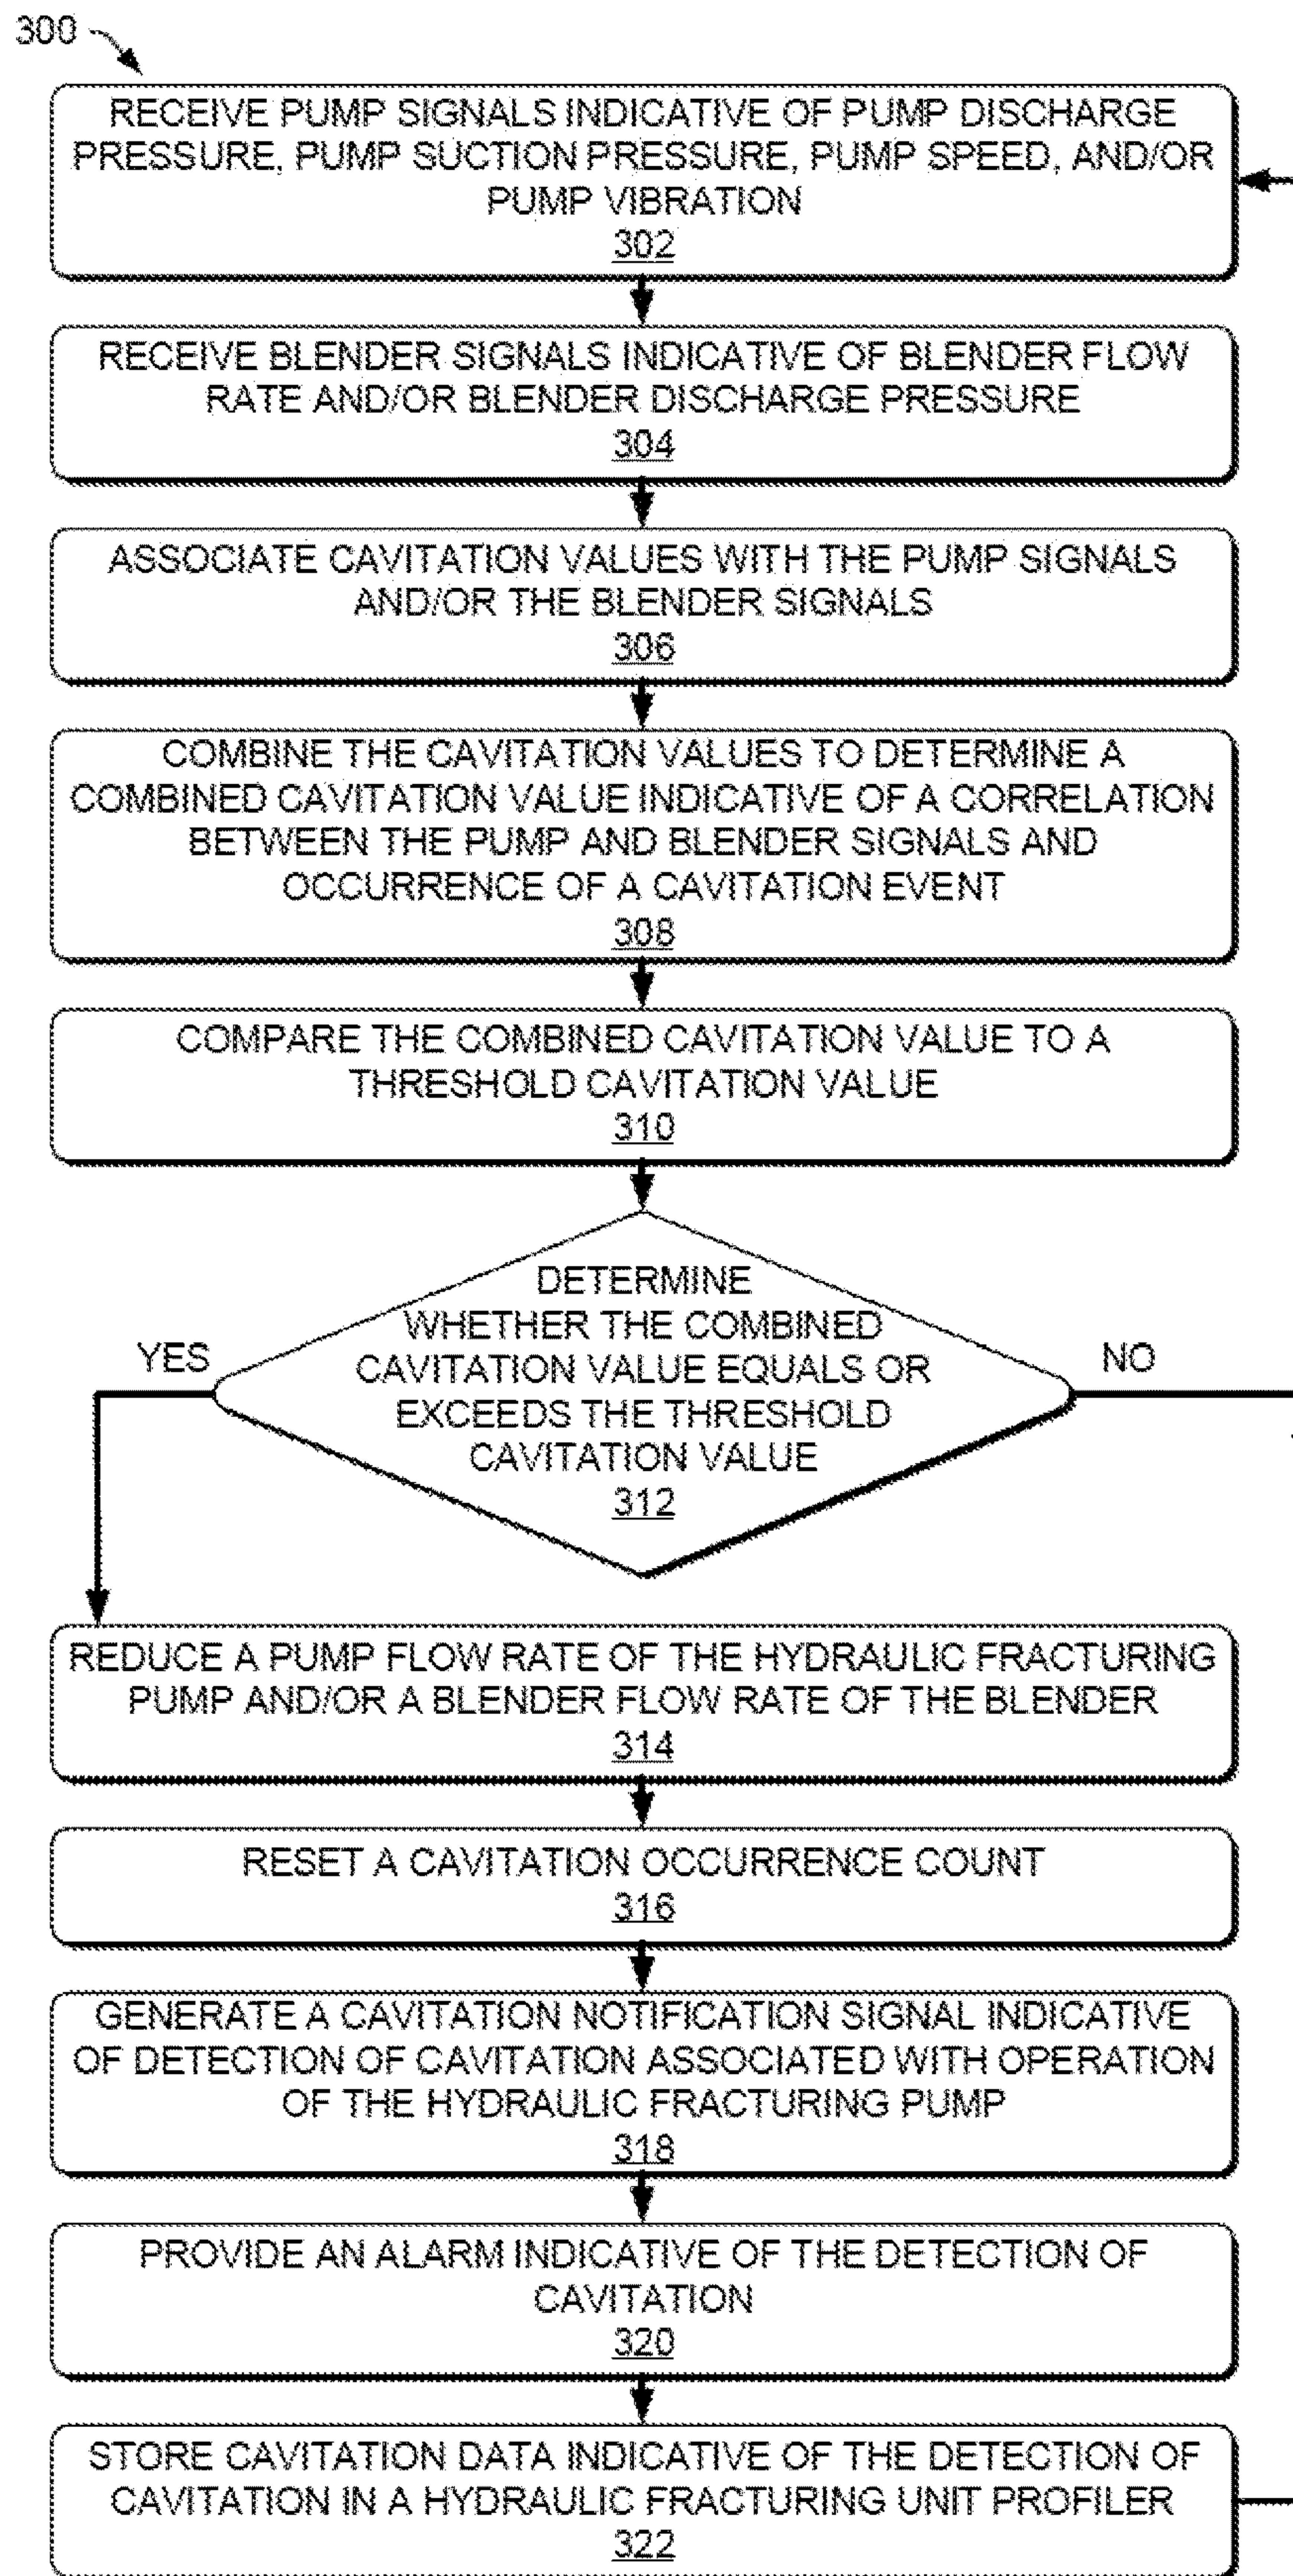 300
RECEIVE PUMP SIGNALS INDICATIVE OF PUMP DISCHARGE
PRESSURE, PUMP SUCTION PRESSURE, PUMP SPEED, AND/OR
PUMP VIBRATION
302
RECEIVE BLENDER SIGNALS INDICATIVE OF BLENDER FLOW
RATE AND/OR BLENDER DISCHARGE PRESSURE
304
ASSOCIATE CAVITATION VALUES WITH THE PUMP SIGNALS
AND/OR THE BLENDER SIGNALS
306
COMBINE THE CAVITATION VALUES TO DETERMINE A
COMBINED CAVITATION VALUE INDICATIVE OF A CORRELATION
BETWEEN THE PUMP AND BLENDER SIGNALS AND
OCCURRENCE OF A CAVITATION EVENT
308
COMPARE THE COMBINED CAVITATION VALUE TO A
THRESHOLD CAVITATION VALUE
310
DETERMINE
WHETHER THE COMBINED
CAVITATION VALUE EQUALS OR
EXCEEDS THE THRESHOLD
CAVITATION VALUE
312
YES
NO
REDUCE A PUMP FLOW RATE OF THE HYDRAULIC FRACTURING
PUMP AND/OR A BLENDER FLOW RATE OF THE BLENDER
314
RESET A CAVITATION OCCURRENCE COUNT
316
GENERATE A CAVITATION NOTIFICATION SIGNAL INDICATIVE
OF DETECTION OF CAVITATION ASSOCIATED WITH OPERATION
OF THE HYDRAULIC FRACTURING PUMP
318
PROVIDE AN ALARM INDICATIVE OF THE DETECTION OF
CAVITATION
320
STORE CAVITATION DATA INDICATIVE OF THE DETECTION OF
CAVITATION IN A HYDRAULIC FRACTURING UNIT PROFILER
322